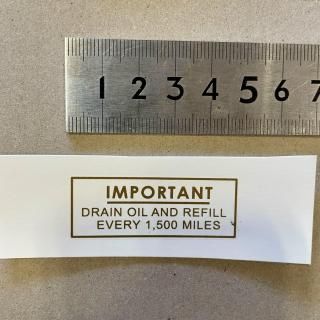 1 2 3 4 5 6 7
IMPORTANT
DRAIN OIL AND REFILL
EVERY 1,500 MILES